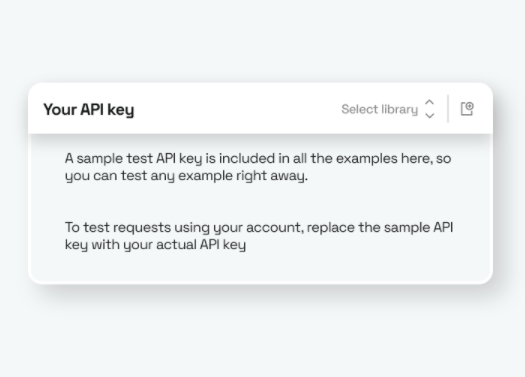 Your API key
Select library
A sample test API key is included in all the examples here, so
you can test any example right away.
To test requests using your account, replace the sample API
key with your actual API key